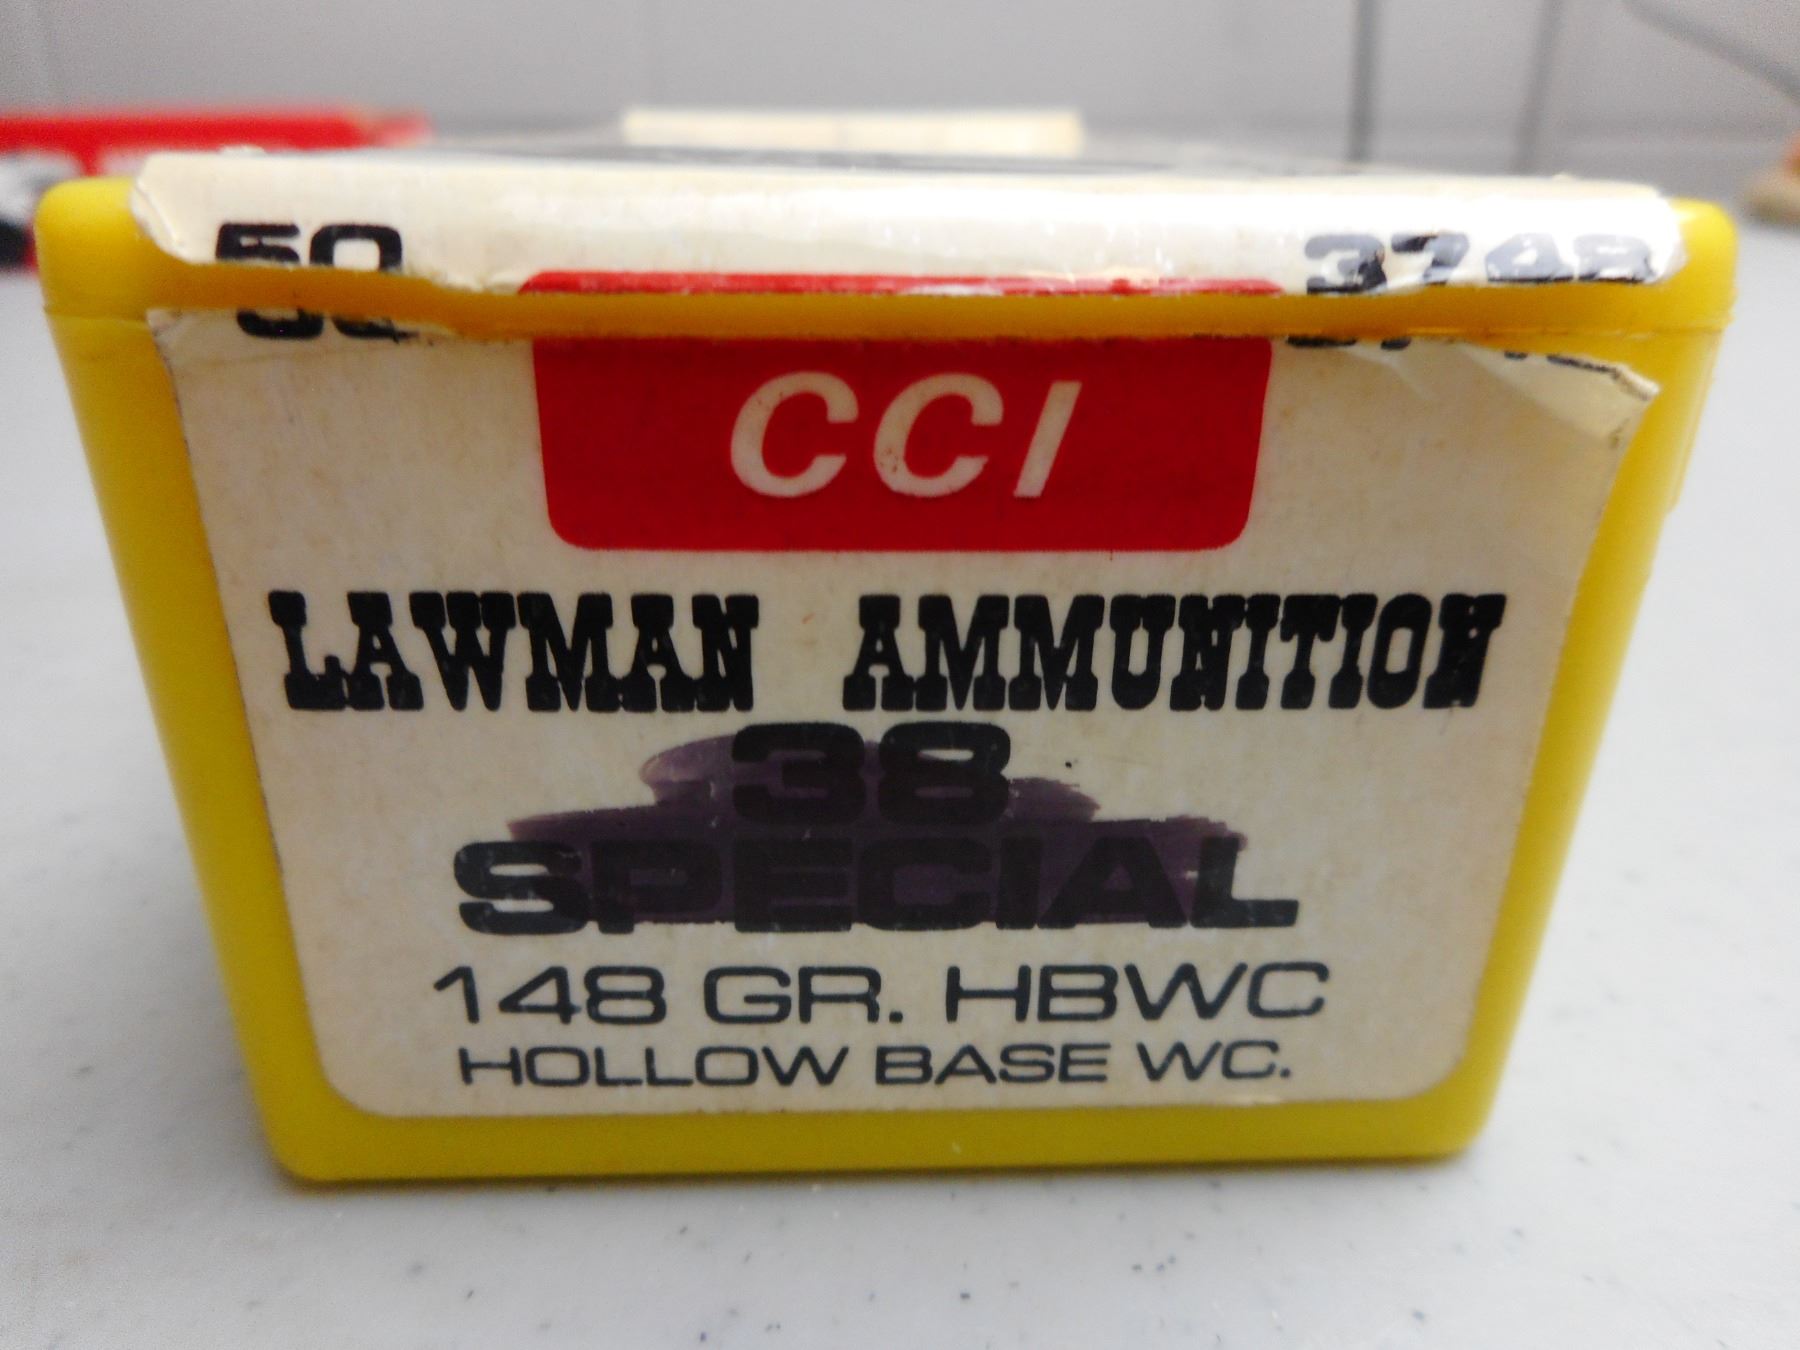 50 3748
CCI
LAWMAN AMMUNITION
38
SPECIAL
148 GR. HBWC
HOLLOW BASE WC.